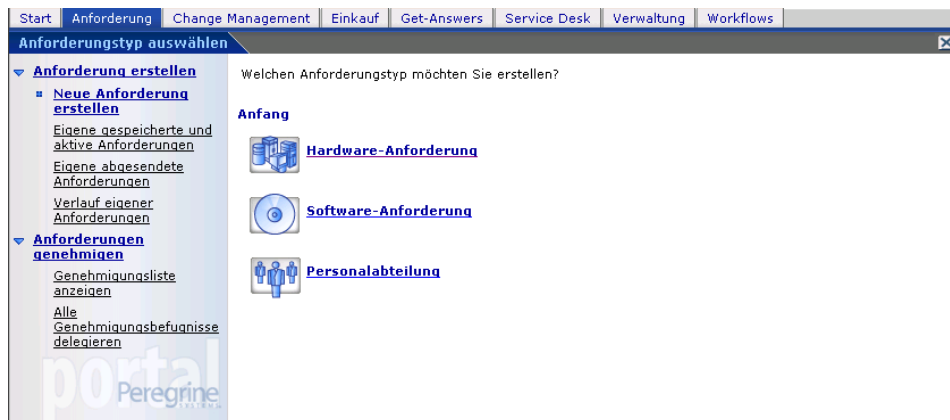 Start Anforderung Change Management Einkauf Get-Answers Service Desk Verwaltung Workflows
Anforderungstyp auswählen
Anforderung erstellen
Neue Anforderung
erstellen
Eigene gespeicherte und
aktive Anforderungen
Eigene abgesendete
Anforderungen
Verlauf eigener
Anforderungen
Anforderungen
genehmigen
Genehmigungsliste
anzeigen
Alle
Genehmigungsbefugnisse
delegieren
portal
Peregrine
SYSTEMS
Welchen Anforderungstyp möchten Sie erstellen?
Anfang
Hardware-Anforderung
Software-Anforderung
Personalabteilung